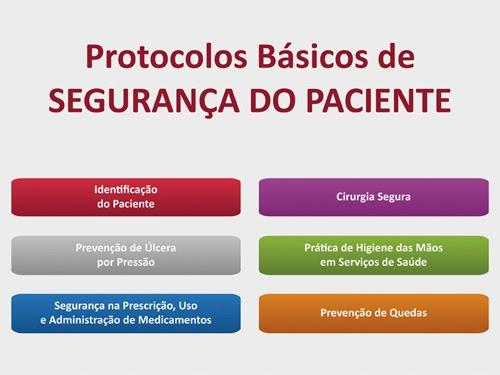 Protocolos Básicos de
SEGURANÇA DO PACIENTE
Identificação
do Paciente
Cirurgia Segura
Prevenção de Úlcera
por Pressão
Prática de Higiene das Mãos
em Serviços de Saúde
Segurança na Prescrição, Uso
e Administração de Medicamentos
Prevenção de Quedas